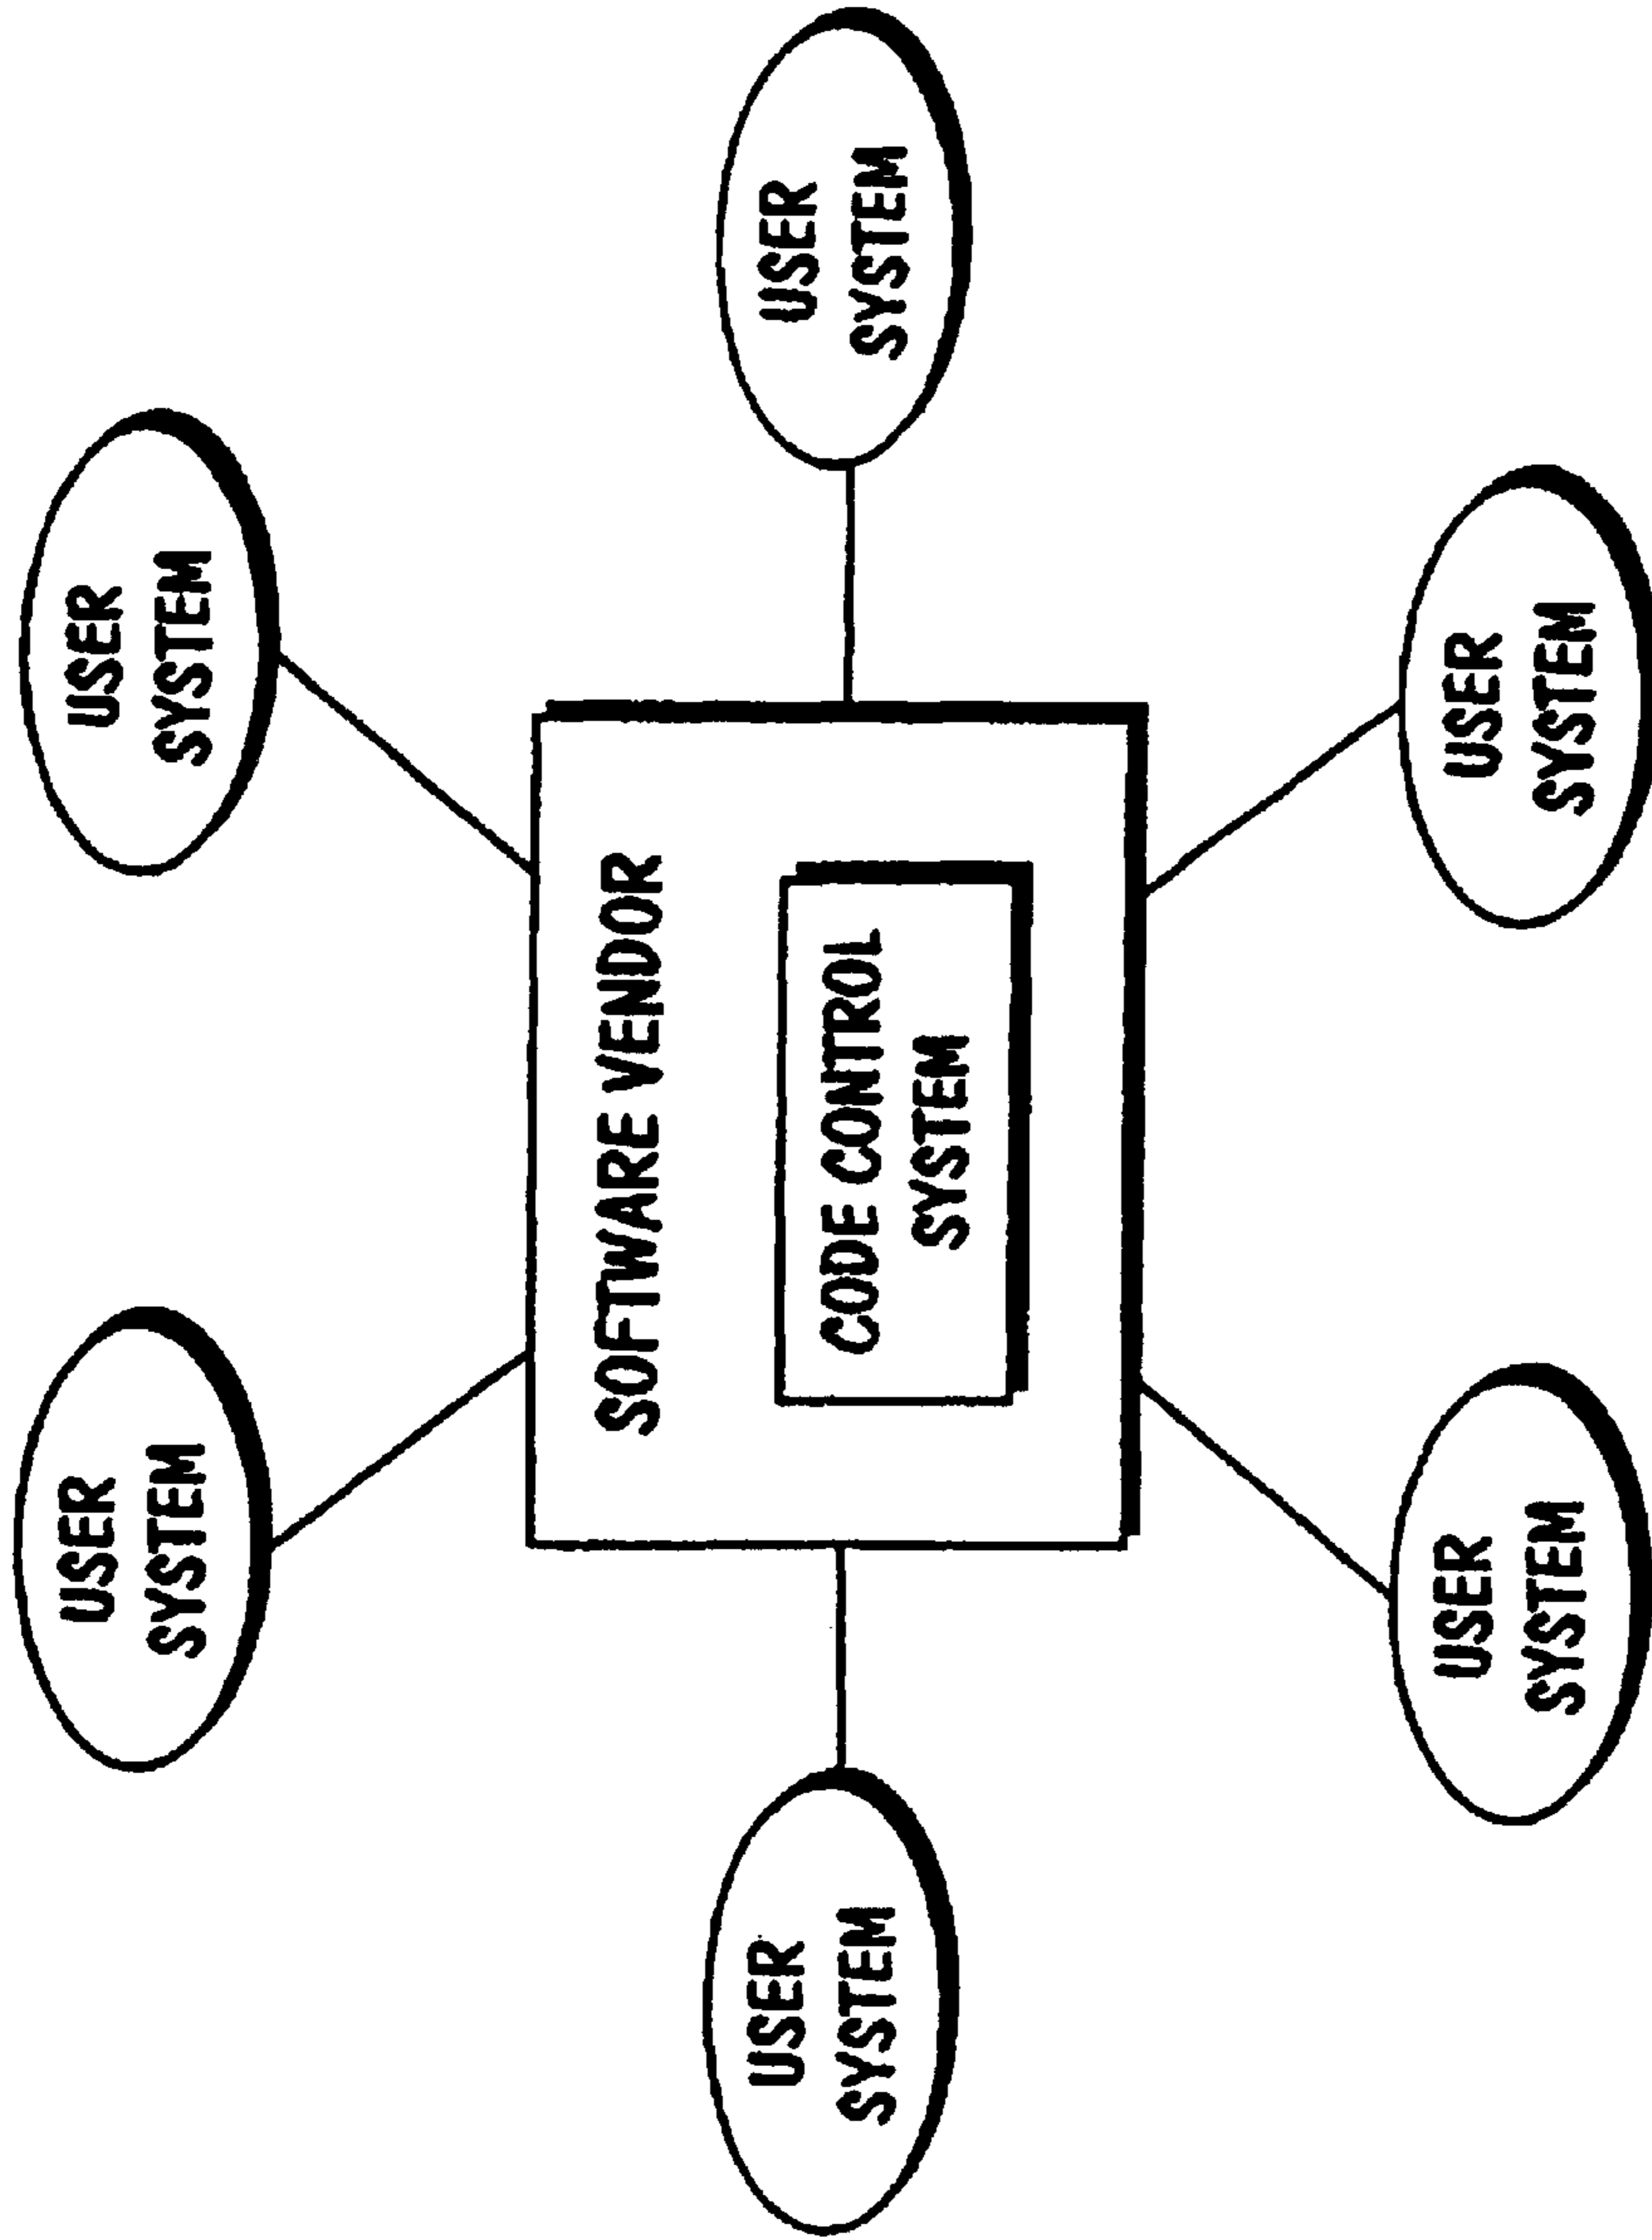 USER
SYSTEM
USER
SYSTEM
SOFTWARE VENDOR
USER
SYSTEM
CODE CONTROL
SYSTEM
USER
SYSTEM
USER
SYSTEM
USER
SYSTEM